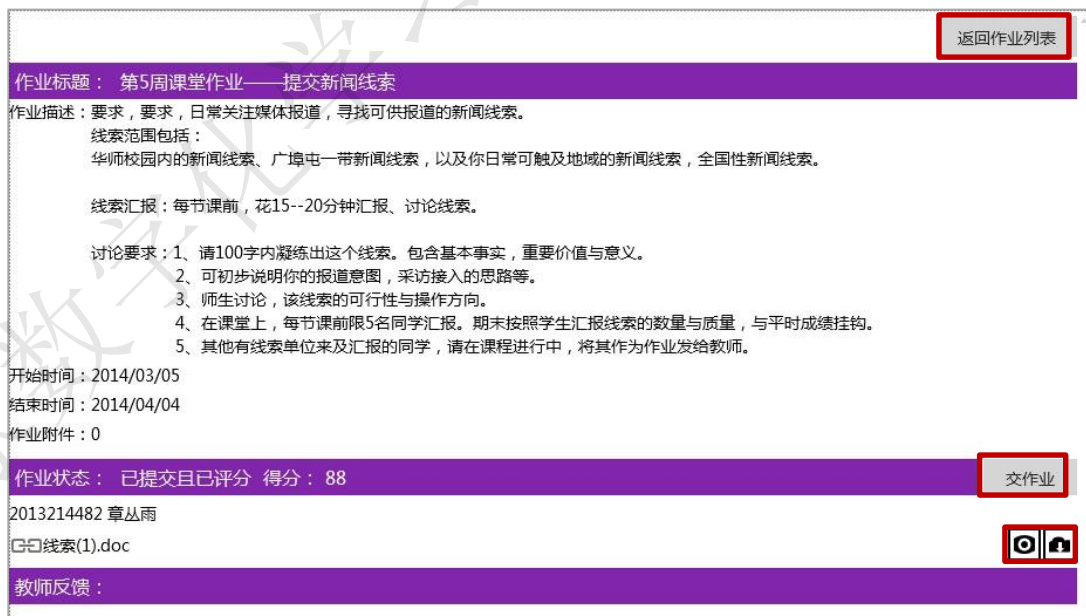 返回作业列表
作业标题： 第5周课堂作业——提交新闻线索
作业描述：要求，要求，日常关注媒体报道，寻找可供报道的新闻线索。
线索范围包括：
华师校园内的新闻线索、广埠屯一带新闻线索，以及你日常可触及地域的新闻线索，全国性新闻线索。
线索汇报：每节课前，花15--20分钟汇报、讨论线索。
讨论要求：1、请100字内凝练出这个线索。包含基本事实，重要价值与意义。
2、可初步说明你的报道意图，采访接入的思路等。
3、师生讨论，该线索的可行性与操作方向。
4、在课堂上，每节课前限5名同学汇报。期末按照学生汇报线索的数量与质量，与平时成绩挂钩。
5、其他有线索单位来及汇报的同学，请在课程进行中，将其作为作业发给教师。
开始时间：2014/03/05
结束时间：2014/04/04
作业附件：0
作业状态： 已提交且已评分 得分： 88
交作业
2013214482 章丛雨
线索(1).doc
教师反馈：
数字化学